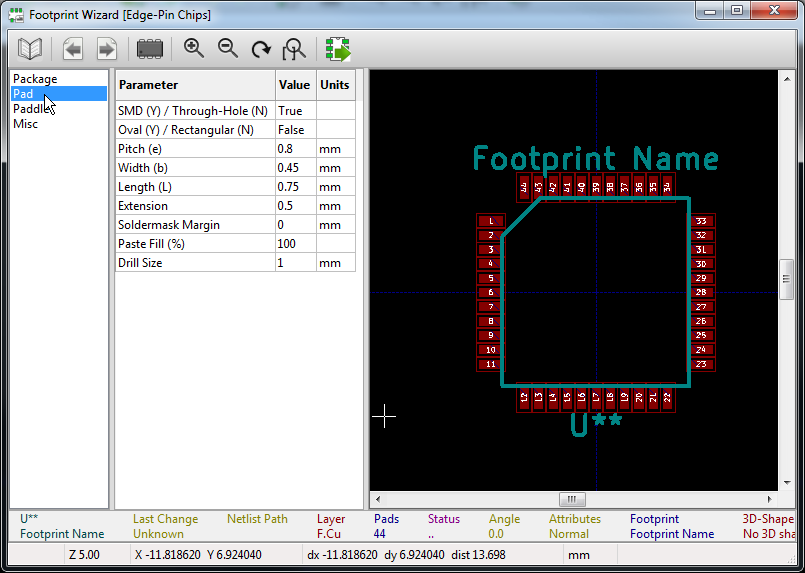 Footprint Wizard [Edge-Pin Chips]
Package
Pad
Paddle
Misc
Parameter Value Units
SMD (Y) / Through-Hole (N) True
Oval (Y) / Rectangular (N) False
Pitch (e) 0.8 mm
Width (b) 0.45 mm
Length (L) 0.75 mm
Extension 0.5 mm
Soldermask Margin 0 mm
Paste Fill (%) 100
Drill Size 1 mm
Footprint Name
44 43 42 41 40 39 38 37 36 35 34
1 33
2 32
3 31
4 30
5 29
6 28
7 27
8 26
9 25
10 24
11 23
12 13 14 15 16 17 18 19 20 21 22
U**
U** Last Change Netlist Path Layer Pads Status Angle Attributes Footprint 3D-Shape
Footprint Name Unknown F.Cu 44 .. 0.0 Normal Footprint Name No 3D sha
Z 5.00 X -11.818620 Y 6.924040 dx -11.818620 dy 6.924040 dist 13.698 mm